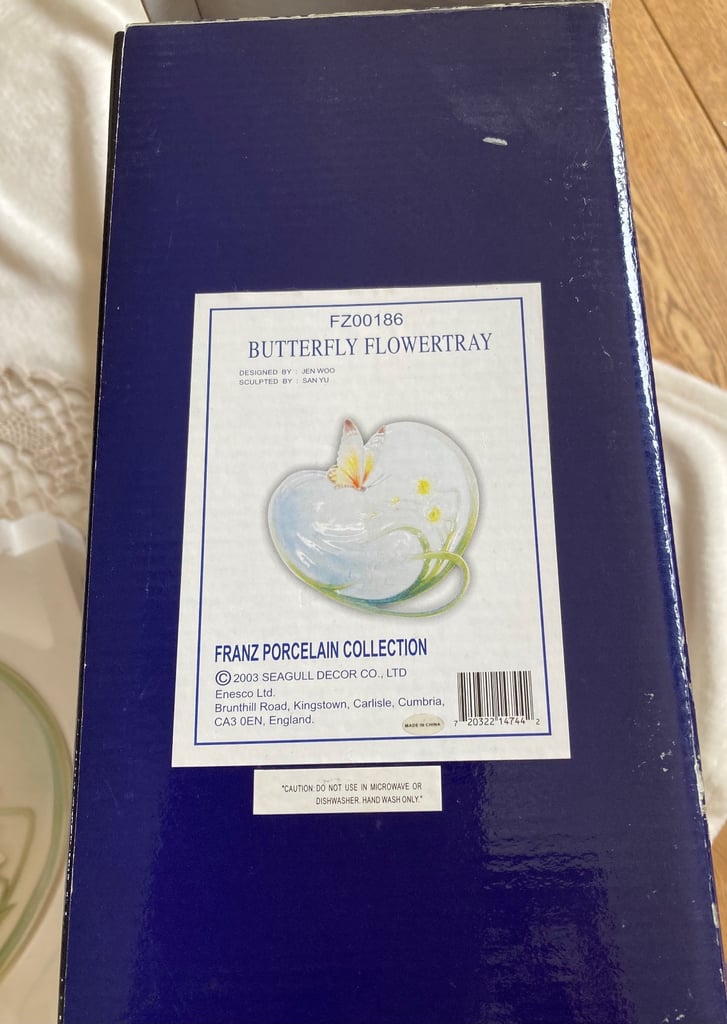 FZ00186
BUTTERFLY FLOWERTRAY
DESIGNED BY : JEN WOO
SCULPTED BY : SAN YU
FRANZ PORCELAIN COLLECTION
© 2003 SEAGULL DECOR CO., LTD
Enesco Ltd.
Brunthill Road, Kingstown, Carlisle, Cumbria,
CA3 0EN, England.
MADE IN CHINA
7 20322 14744 2
"CAUTION: DO NOT USE IN MICROWAVE OR
DISHWASHER. HAND WASH ONLY."